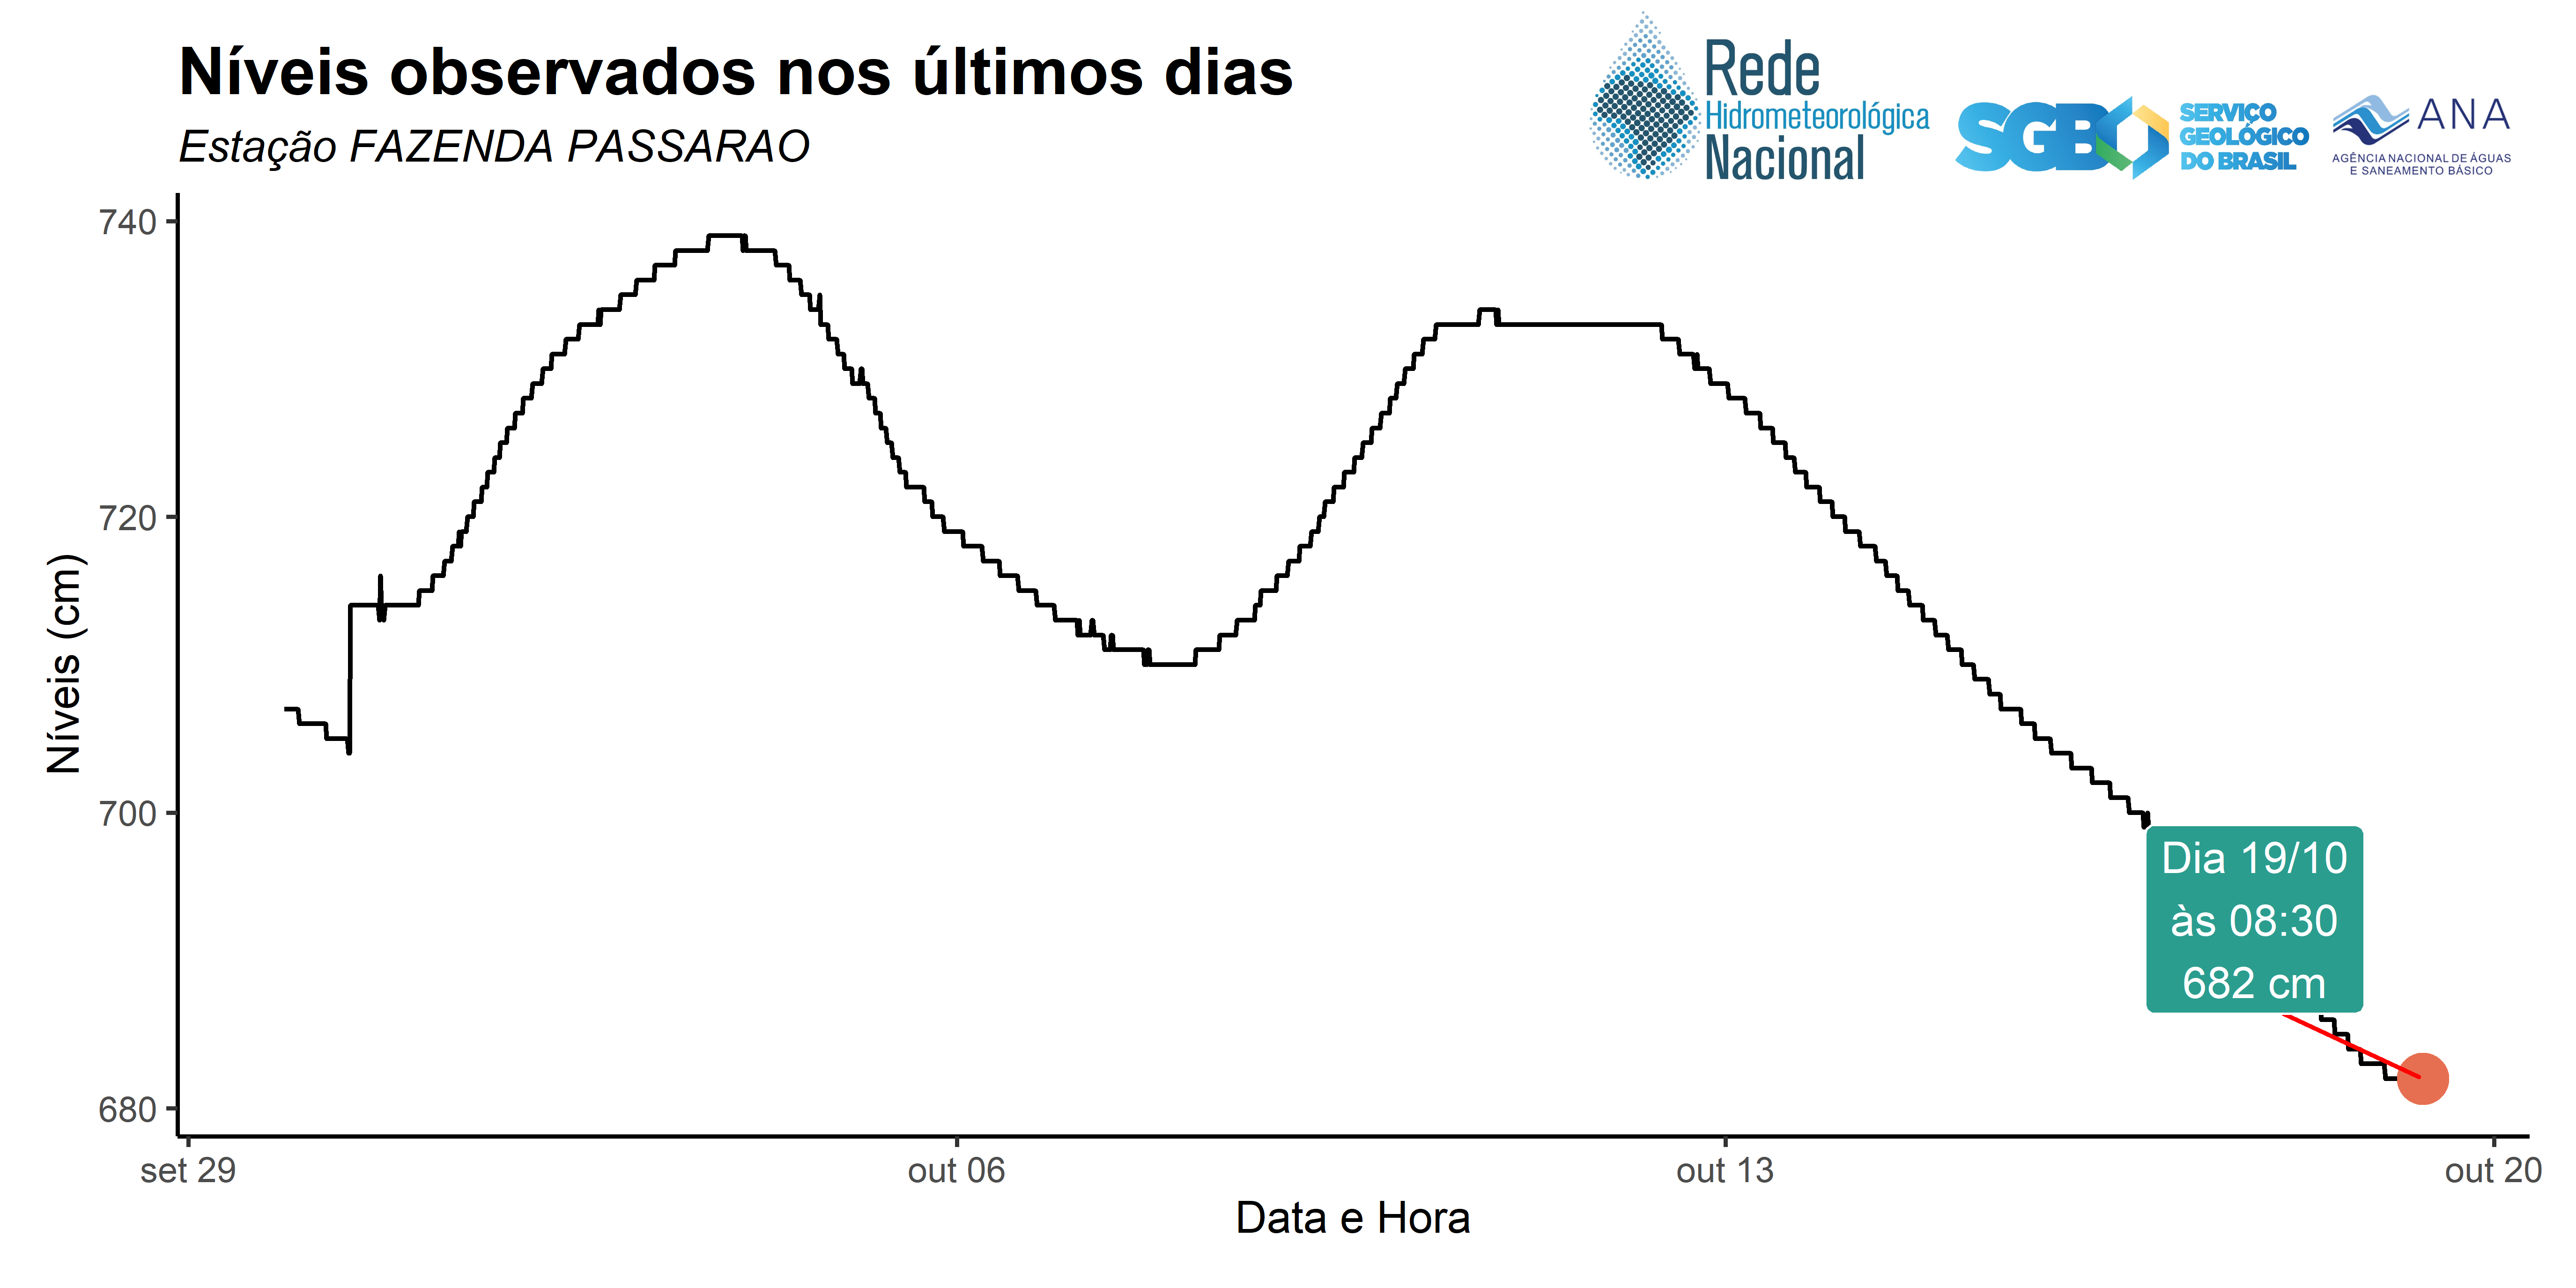 Níveis observados nos últimos dias
Estação FAZENDA PASSARAO
Rede
Hidrometeorológica
Nacional
SGB
SERVIÇO
GEOLÓGICO
DO BRASIL
ANA
AGÊNCIA NACIONAL DE ÁGUAS
E SANEAMENTO BÁSICO
Níveis (cm)
740
720
700
680
Dia 19/10
às 08:30
682 cm
set 29
out 06
out 13
out 20
Data e Hora